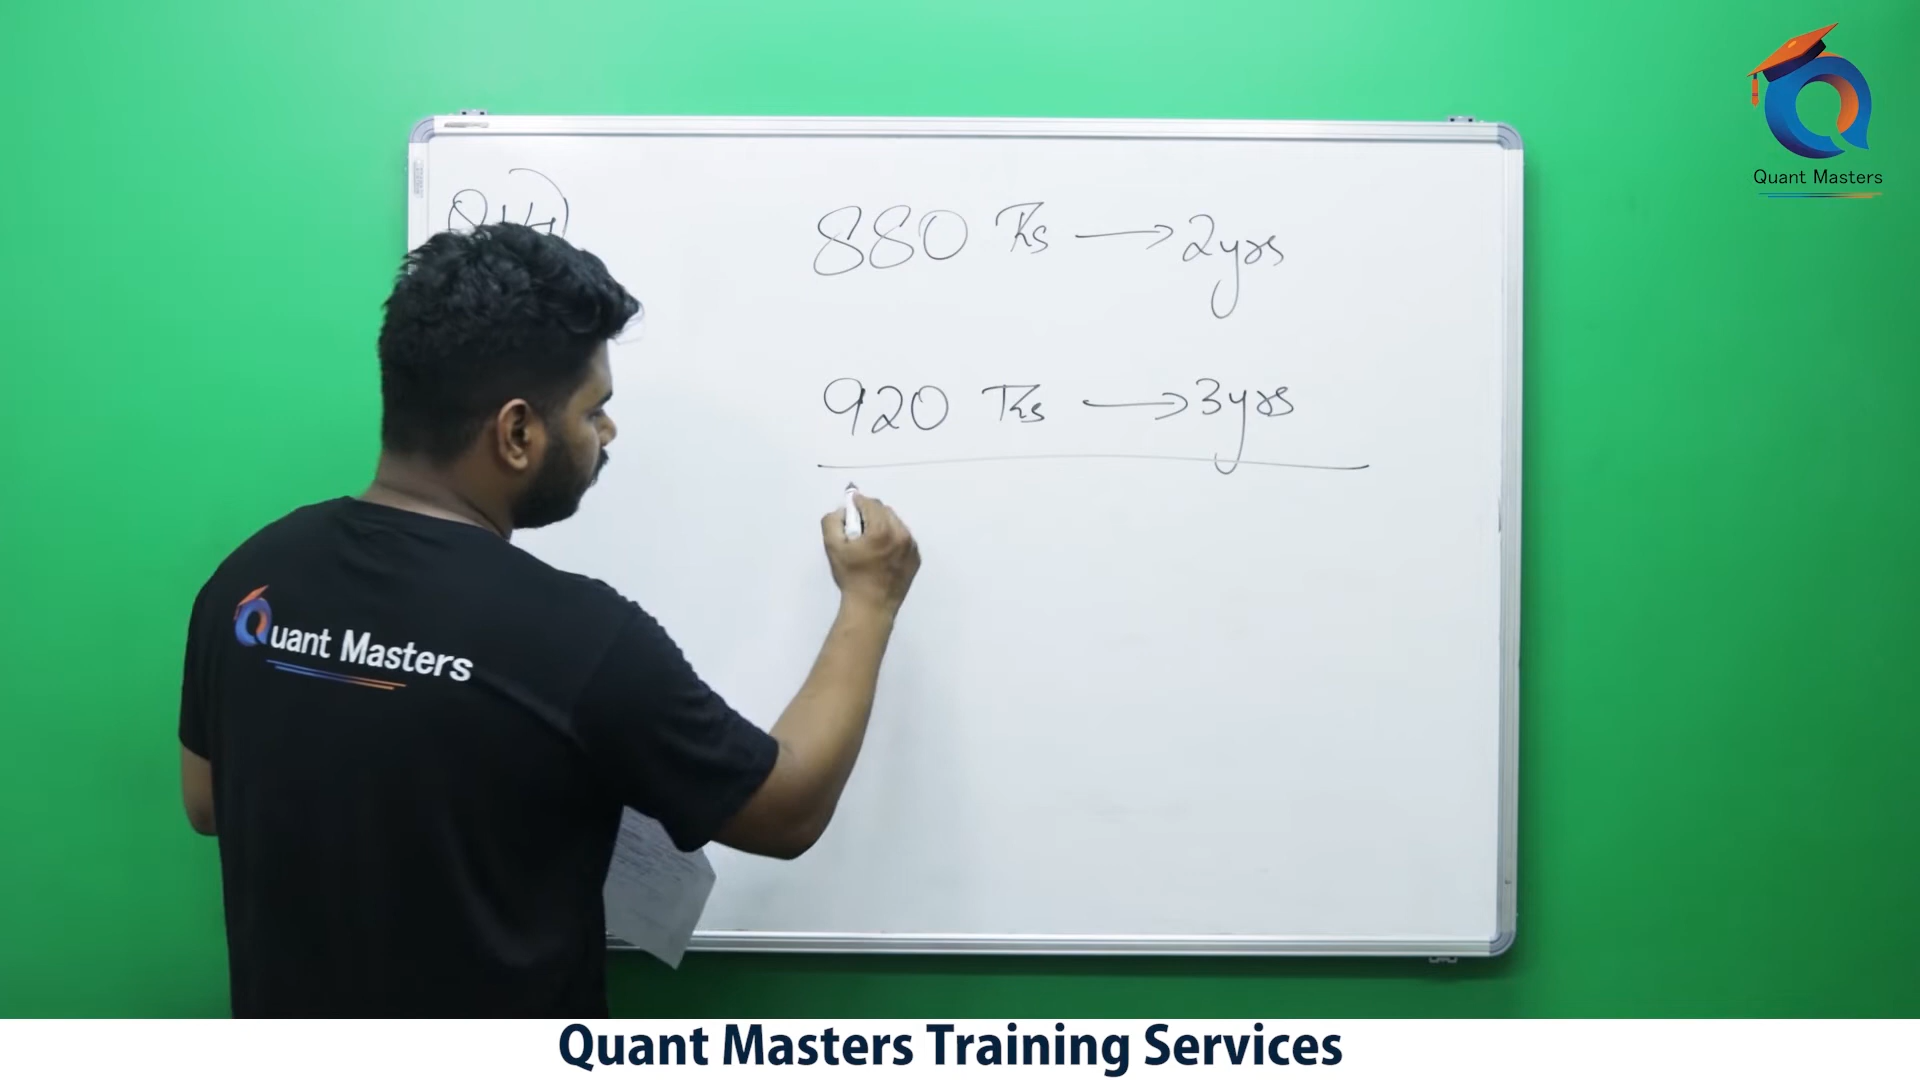 Quant Masters
880 Rs → 2yrs
920 Rs → 3yrs
Quant Masters
Quant Masters Training Services